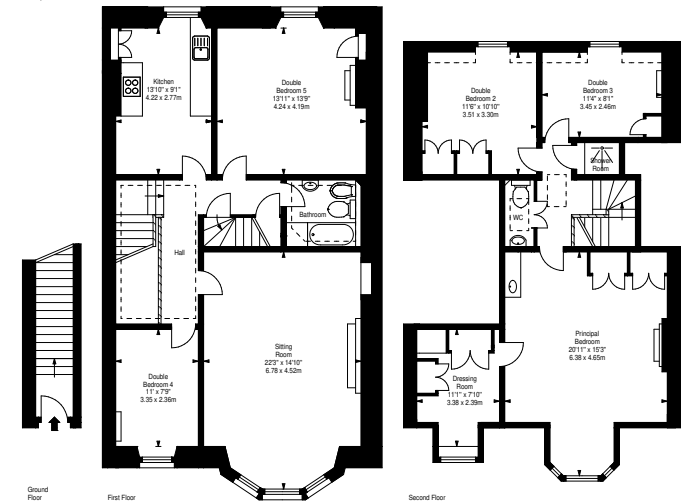 Kitchen
13'10" x 9'1"
4.22 x 2.77m
Double
Bedroom 5
13'11" x 13'9"
4.24 x 4.19m
Bathroom
Hall
Sitting
Room
22'3" x 14'10"
6.78 x 4.52m
Double
Bedroom 4
11' x 7'9"
3.35 x 2.36m
Double
Bedroom 2
11'6" x 10'10"
3.51 x 3.30m
Double
Bedroom 3
11'4" x 8'1"
3.45 x 2.46m
Shower
Room
WC
Principal
Bedroom
20'11" x 15'3"
6.38 x 4.65m
Dressing
Room
11'1" x 7'10"
3.38 x 2.39m
Ground
Floor
First Floor
Second Floor